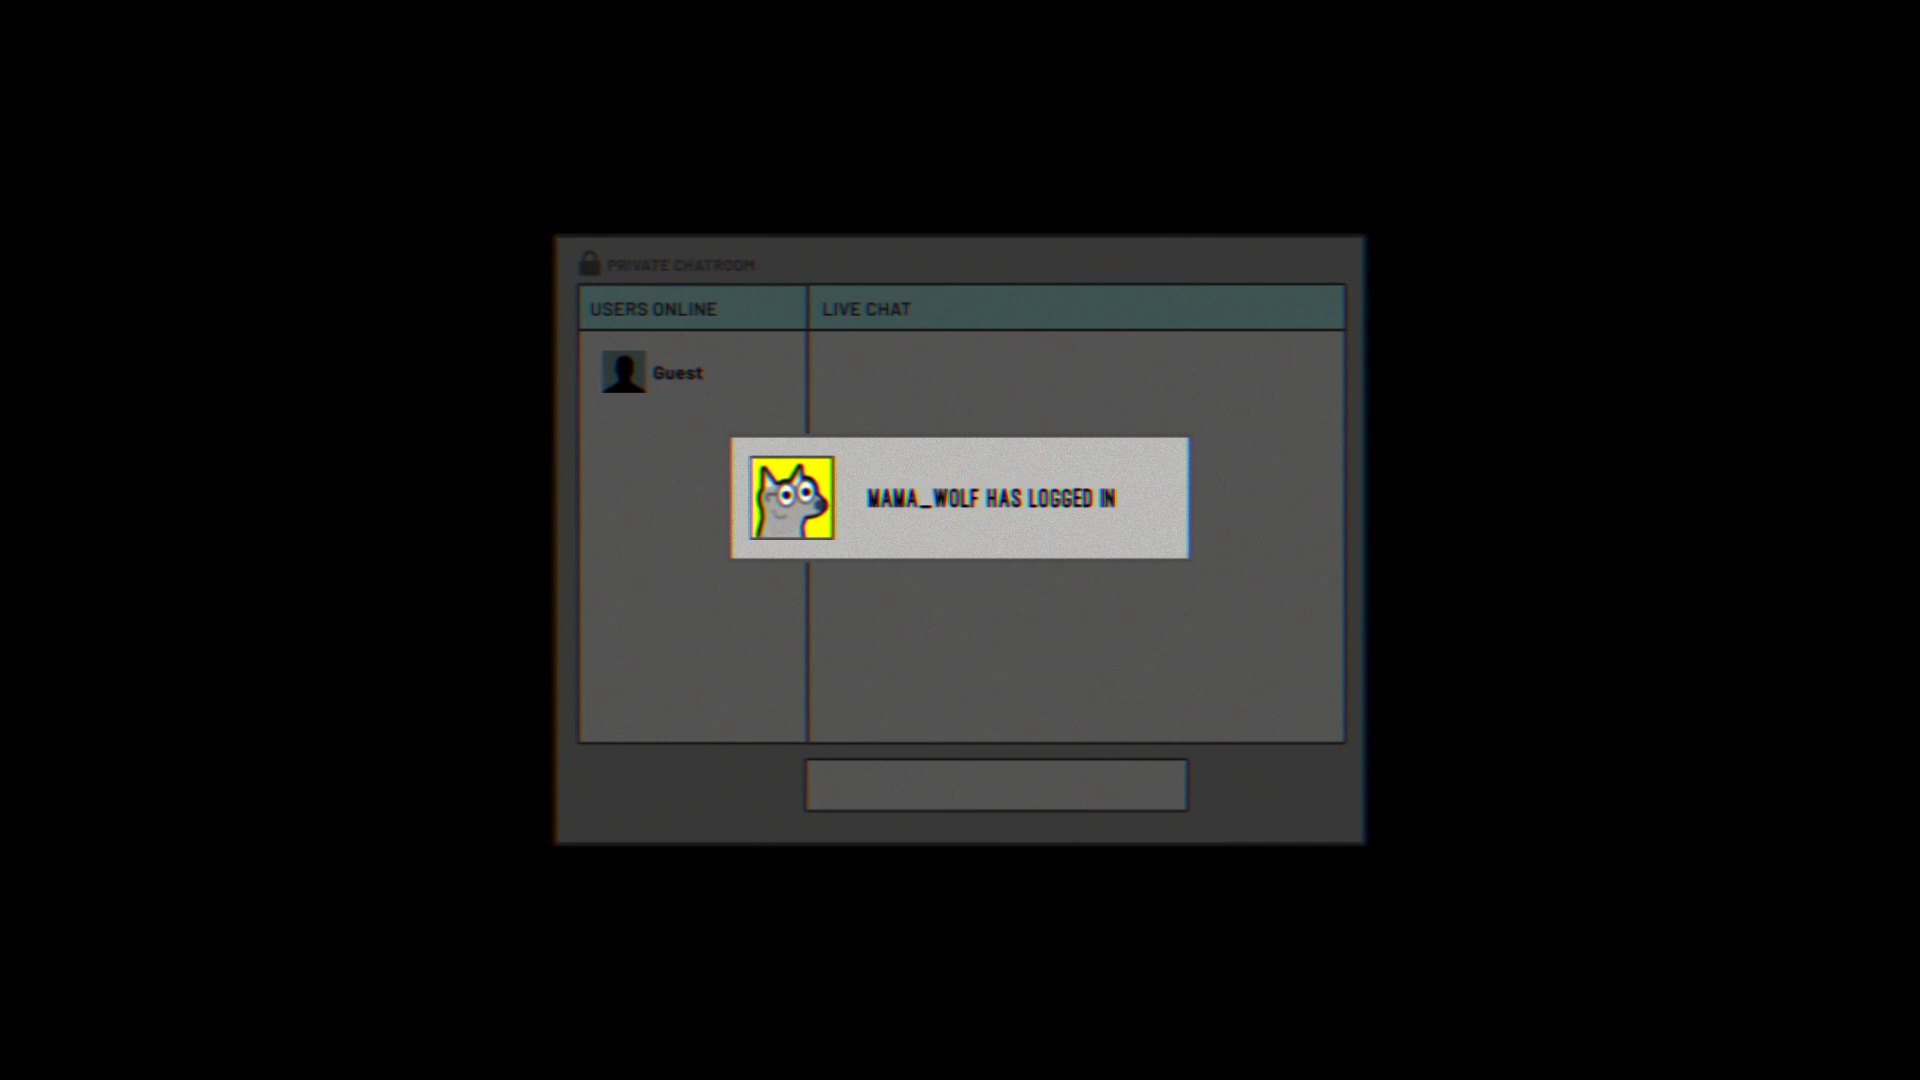 PRIVATE CHATROOM
USERS ONLINE
LIVE CHAT
Guest
MAMA_WOLF HAS LOGGED IN